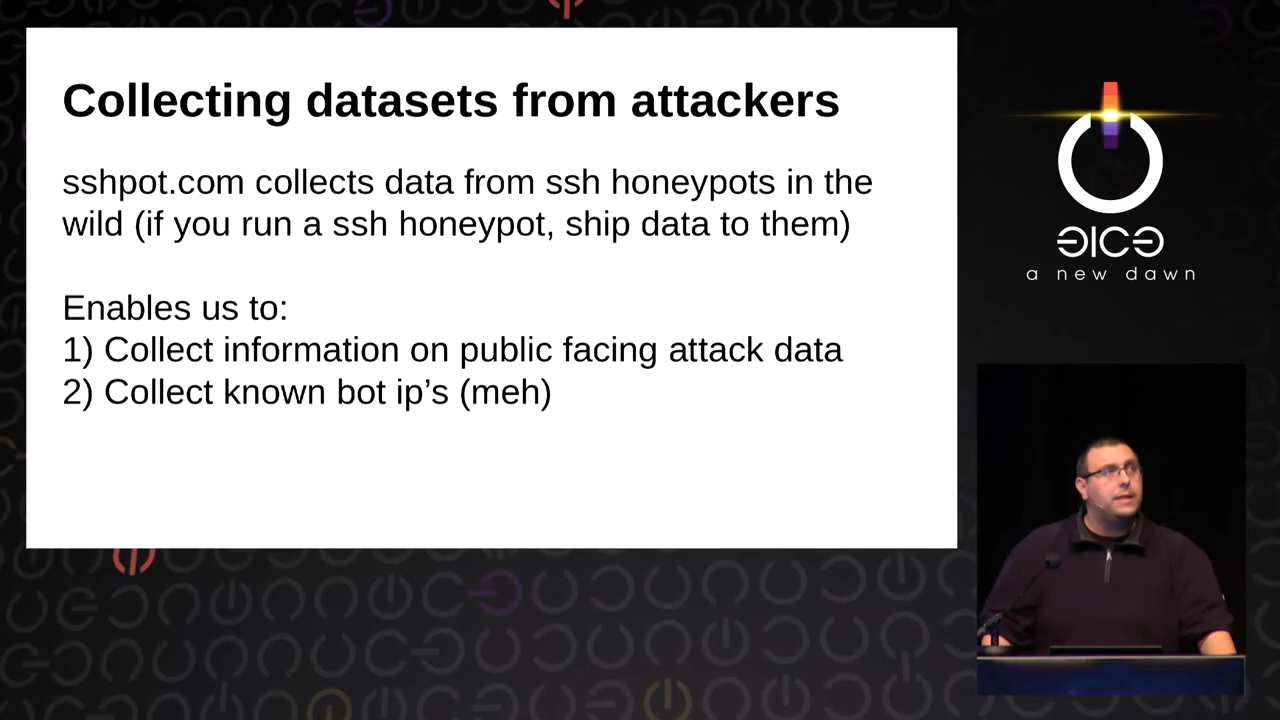 Collecting datasets from attackers
sshpot.com collects data from ssh honeypots in the
wild (if you run a ssh honeypot, ship data to them)
Enables us to:
1) Collect information on public facing attack data
2) Collect known bot ip’s (meh)
a new dawn